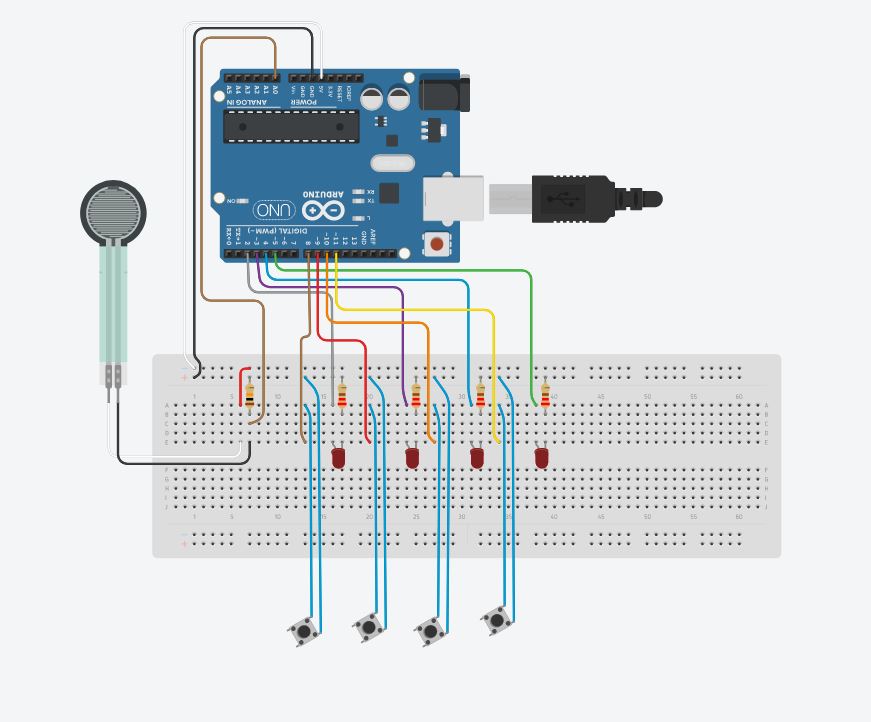 A5 A4 A3 A2 A1 A0 Vin GND GND 5V 3.3V RESET IOREF
ANALOG IN POWER
RX
TX
ON
UNO
ARDUINO
L
DIGITAL (PWM ~)
RX←0 TX→1 2 ~3 4 ~5 ~6 7 8 ~9 ~10 ~11 12 13 GND AREF
- 
+
1 5 10 15 20 25 30 35 40 45 50 55 60
A A
B B
C C
D D
E E
F F
G G
H H
I I
J J
1 5 10 15 20 25 30 35 40 45 50 55 60
-
+